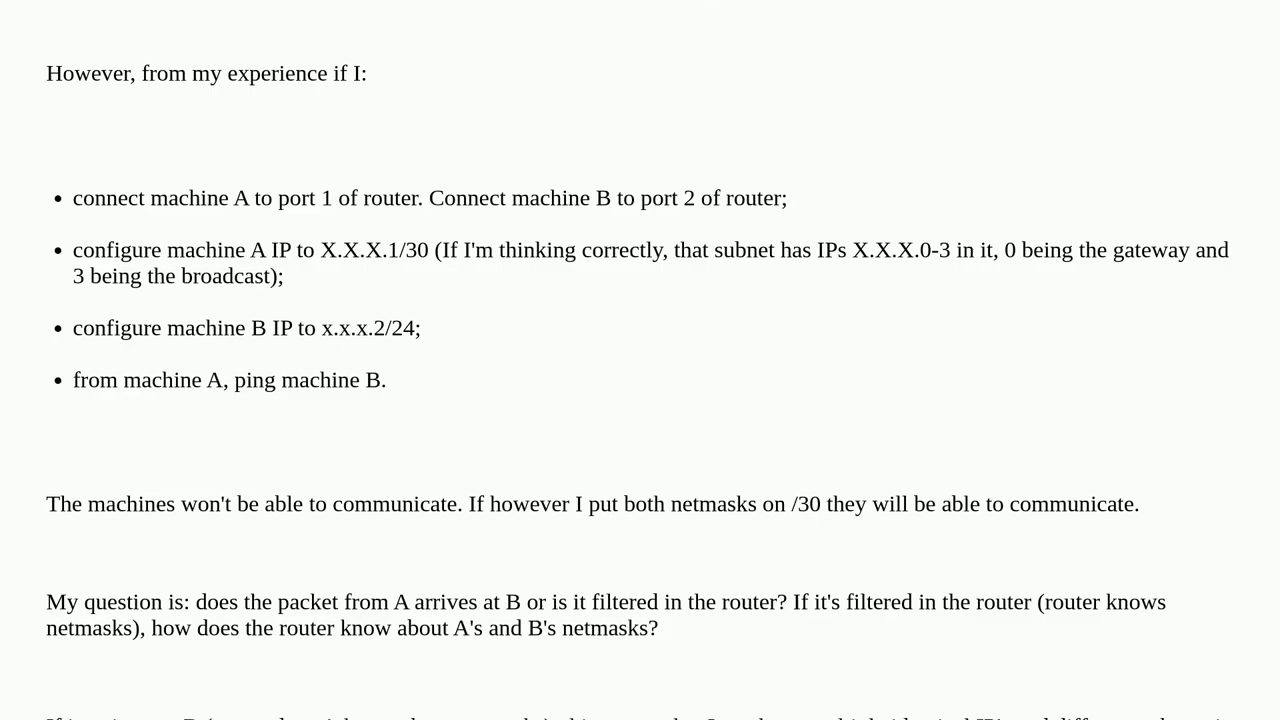 However, from my experience if I:
• connect machine A to port 1 of router. Connect machine B to port 2 of router;
• configure machine A IP to X.X.X.1/30 (If I'm thinking correctly, that subnet has IPs X.X.X.0-3 in it, 0 being the gateway and
3 being the broadcast);
• configure machine B IP to x.x.x.2/24;
• from machine A, ping machine B.
The machines won't be able to communicate. If however I put both netmasks on /30 they will be able to communicate.
My question is: does the packet from A arrives at B or is it filtered in the router? If it's filtered in the router (router knows
netmasks), how does the router know about A's and B's netmasks?